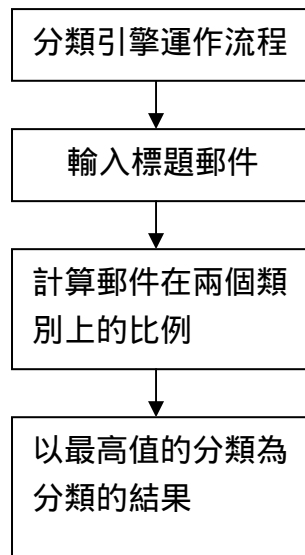 分類引擎運作流程
輸入標題郵件
計算郵件在兩個類
別上的比例
以最高值的分類為
分類的結果